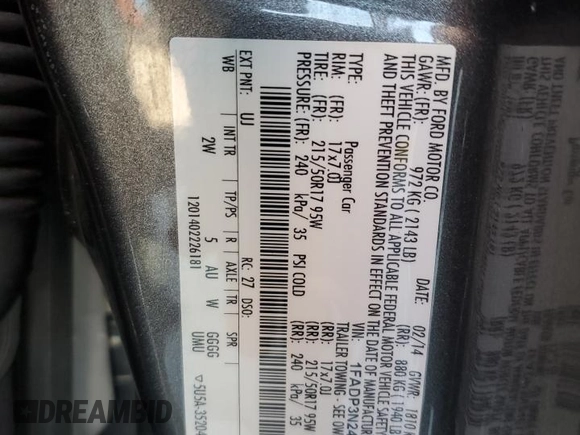 MFD. BY FORD MOTOR CO.
DATE: 02/14 GVWR: 1810 K
GAWR: (FR): 972 KG ( 2143 LB) (RR): 880 KG ( 1940 LB
THIS VEHICLE CONFORMS TO ALL APPLICABLE FEDERAL MOTOR VEHICLE SAFETY
AND THEFT PREVENTION STANDARDS IN EFFECT ON THE DATE OF MANUFACTUR
VIN: 1FADP3N24
TYPE: Passenger Car
RIM: (FR): 17x7.0J TRAILER TOWING - SEE OW
(RR): 17x7.0J
TIRE: (FR): 215/50R17 95W (RR): 215/50R17 95W
PRESSURE: (FR): 240 kPa/ 35 PSI COLD (RR): 240 kPa/ 35
EXT PNT: UJ RC: 27 DSO:
WB INT TR TP/PS R AXLE TR SPR
2W 5 AU W GGGG UMU
1201402226181 ▽5U5A-35204
DREAMBID